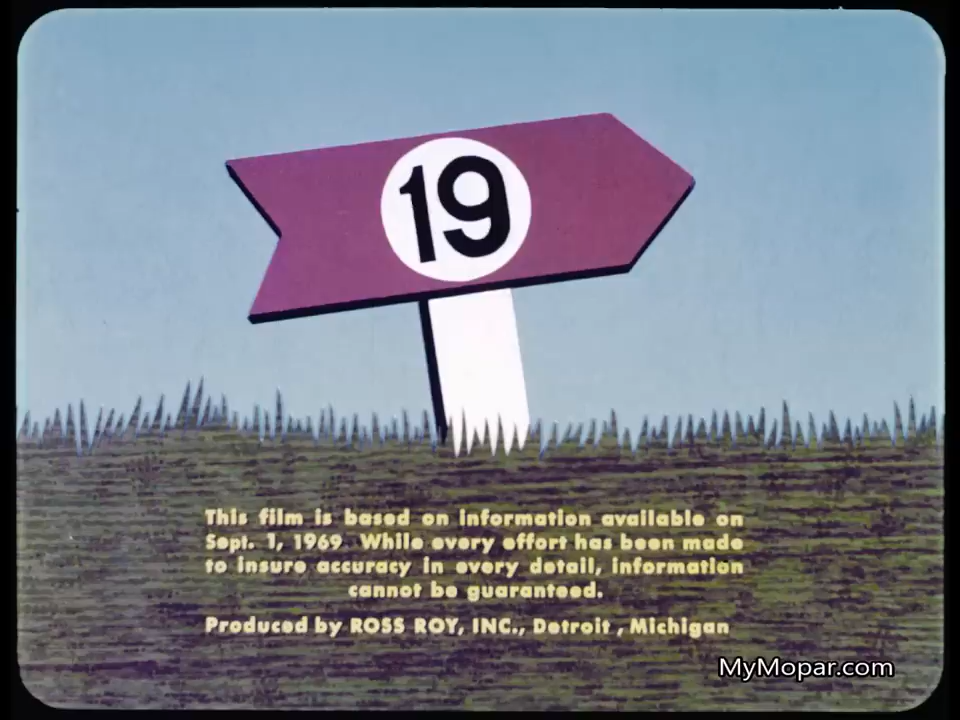 19
This film is based on information available on
Sept. 1, 1969. While every effort has been made
to insure accuracy in every detail, information
cannot be guaranteed.
Produced by ROSS ROY, INC., Detroit, Michigan
MyMopar.com